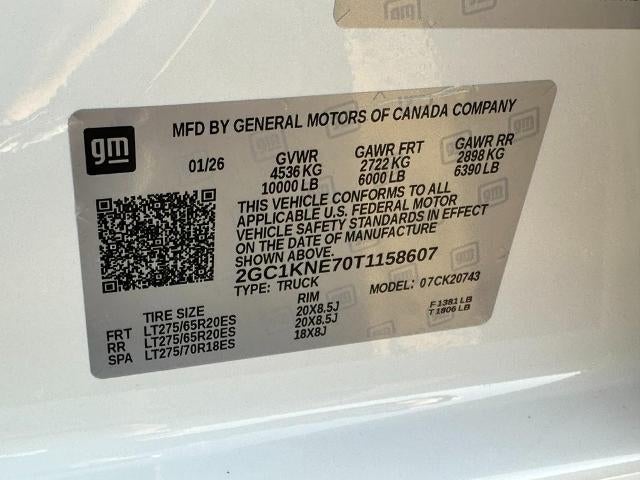 gm
MFD BY GENERAL MOTORS OF CANADA COMPANY
01/26 GVWR GAWR FRT GAWR RR
4536 KG 2722 KG 2898 KG
10000 LB 6000 LB 6390 LB
THIS VEHICLE CONFORMS TO ALL
APPLICABLE U.S. FEDERAL MOTOR
VEHICLE SAFETY STANDARDS IN EFFECT
ON THE DATE OF MANUFACTURE
SHOWN ABOVE.
2GC1KNE70T1158607
TYPE: TRUCK MODEL: 07CK20743
TIRE SIZE RIM F 1381 LB
FRT LT275/65R20ES 20X8.5J T 1806 LB
RR LT275/65R20ES 20X8.5J
SPA LT275/70R18ES 18X8J